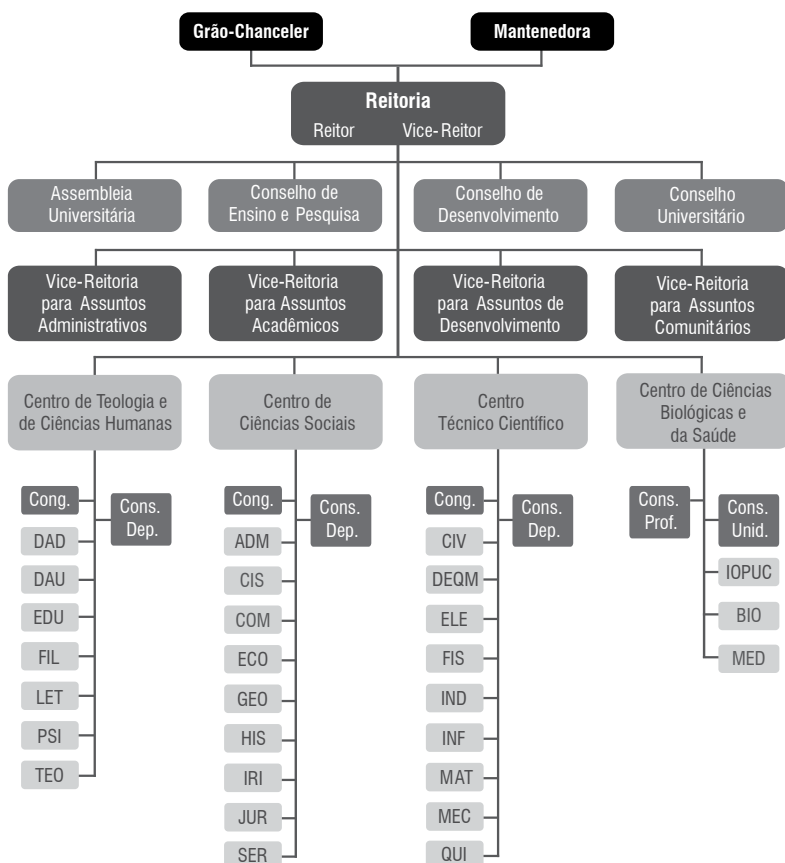 Grão-Chanceler
Mantenedora
Reitoria
Reitor Vice-Reitor
Assembleia
Universitária
Conselho de
Ensino e Pesquisa
Conselho de
Desenvolvimento
Conselho
Universitário
Vice-Reitoria
para Assuntos
Administrativos
Vice-Reitoria
para Assuntos
Acadêmicos
Vice-Reitoria
para Assuntos de
Desenvolvimento
Vice-Reitoria
para Assuntos
Comunitários
Centro de Teologia e
de Ciências Humanas
Centro de
Ciências Sociais
Centro
Técnico Científico
Centro de Ciências
Biológicas e
da Saúde
Cong.
Cons.
Dep.
DAD
DAU
EDU
FIL
LET
PSI
TEO
Cong.
Cons.
Dep.
ADM
CIS
COM
ECO
GEO
HIS
IRI
JUR
SER
Cong.
Cons.
Dep.
CIV
DEQM
ELE
FIS
IND
INF
MAT
MEC
QUI
Cons.
Prof.
Cons.
Unid.
IOPUC
BIO
MED